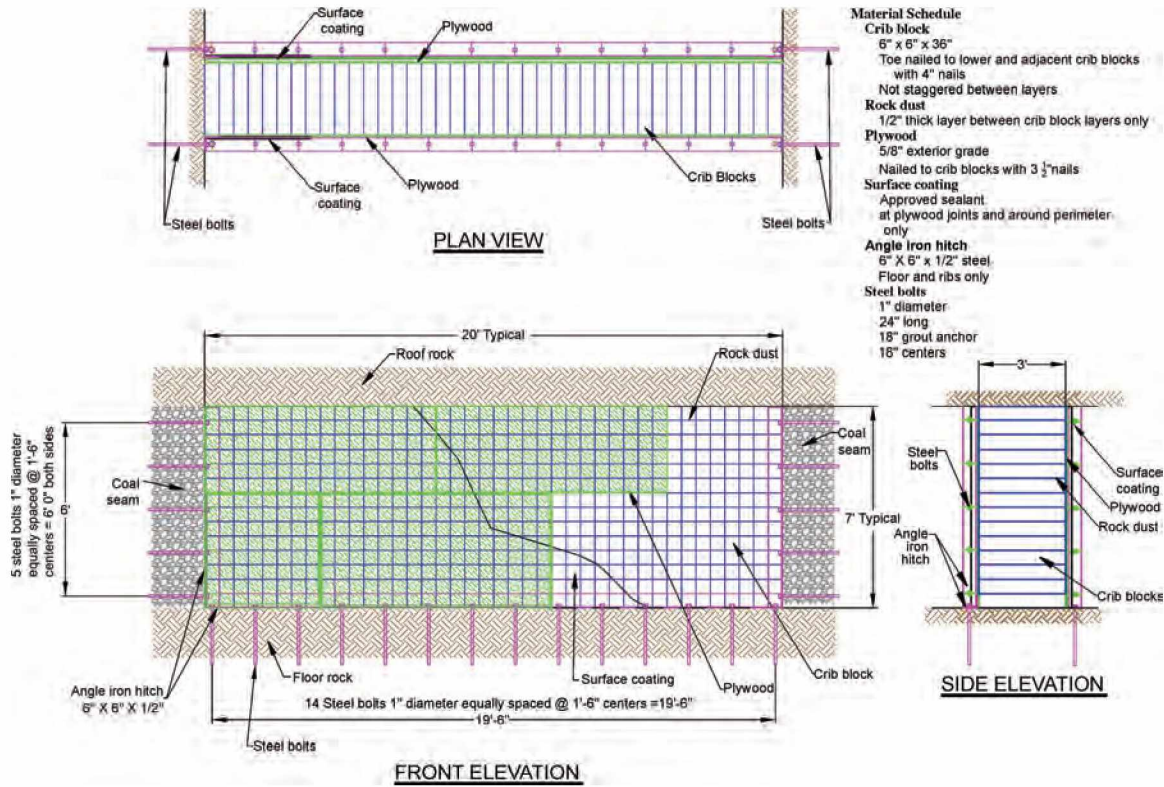 Surface
coating
Plywood
Steel bolts
Surface
coating
Plywood
Crib Blocks
Steel bolts
PLAN VIEW
Material Schedule
Crib block
6" x 6" x 36"
Toe nailed to lower and adjacent crib blocks
with 4" nails
Not staggered between layers
Rock dust
1/2" thick layer between crib block layers only
Plywood
5/8" exterior grade
Nailed to crib blocks with 3 ½"nails
Surface coating
Approved sealant
at plywood joints and around perimeter
only
Angle iron hitch
6" X 6" x 1/2" steel
Floor and ribs only
Steel bolts
1" diameter
24" long
18" grout anchor
18" centers
20' Typical
Roof rock
Rock dust
Coal
seam
5 steel bolts 1" diameter
equally spaced @ 1'-6"
centers = 6' 0" both sides
6'
Coal
seam
7' Typical
Angle iron hitch
6" X 6" X 1/2"
Floor rock
Surface coating
Plywood
Crib block
14 Steel bolts 1" diameter equally spaced @ 1'-6" centers =19'-6"
19'-6"
Steel bolts
FRONT ELEVATION
3'
Steel
bolts
Surface
coating
Plywood
Rock dust
Angle
iron
hitch
Crib blocks
SIDE ELEVATION